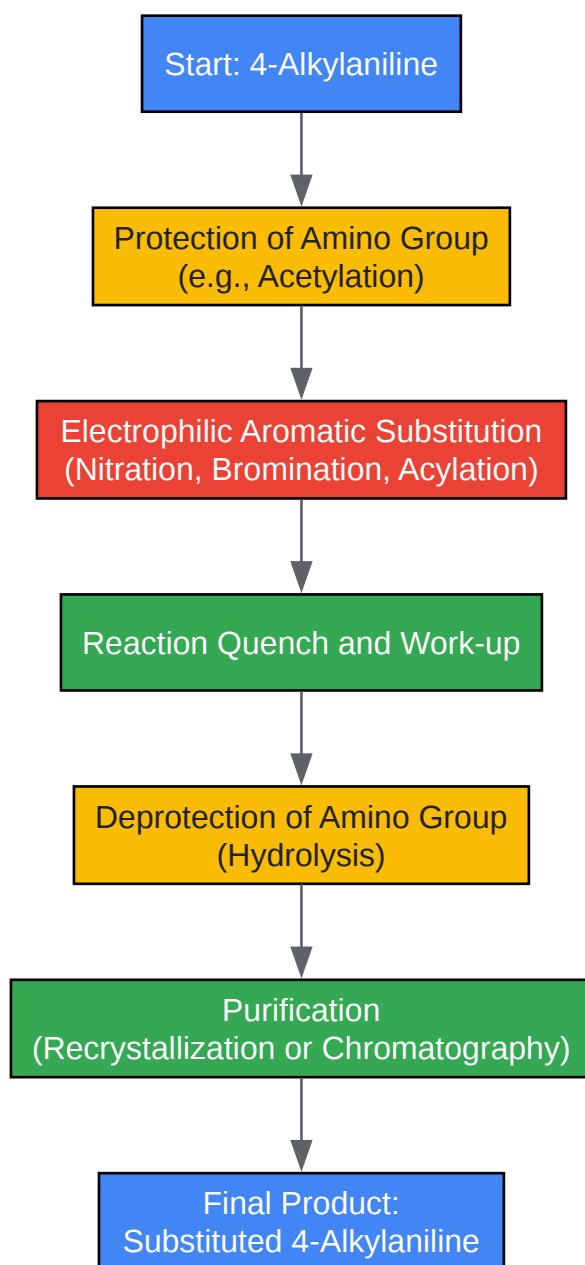 Start: 4-Alkylaniline
Protection of Amino Group
(e.g., Acetylation)
Electrophilic Aromatic Substitution
(Nitration, Bromination, Acylation)
Reaction Quench and Work-up
Deprotection of Amino Group
(Hydrolysis)
Purification
(Recrystallization or Chromatography)
Final Product:
Substituted 4-Alkylaniline